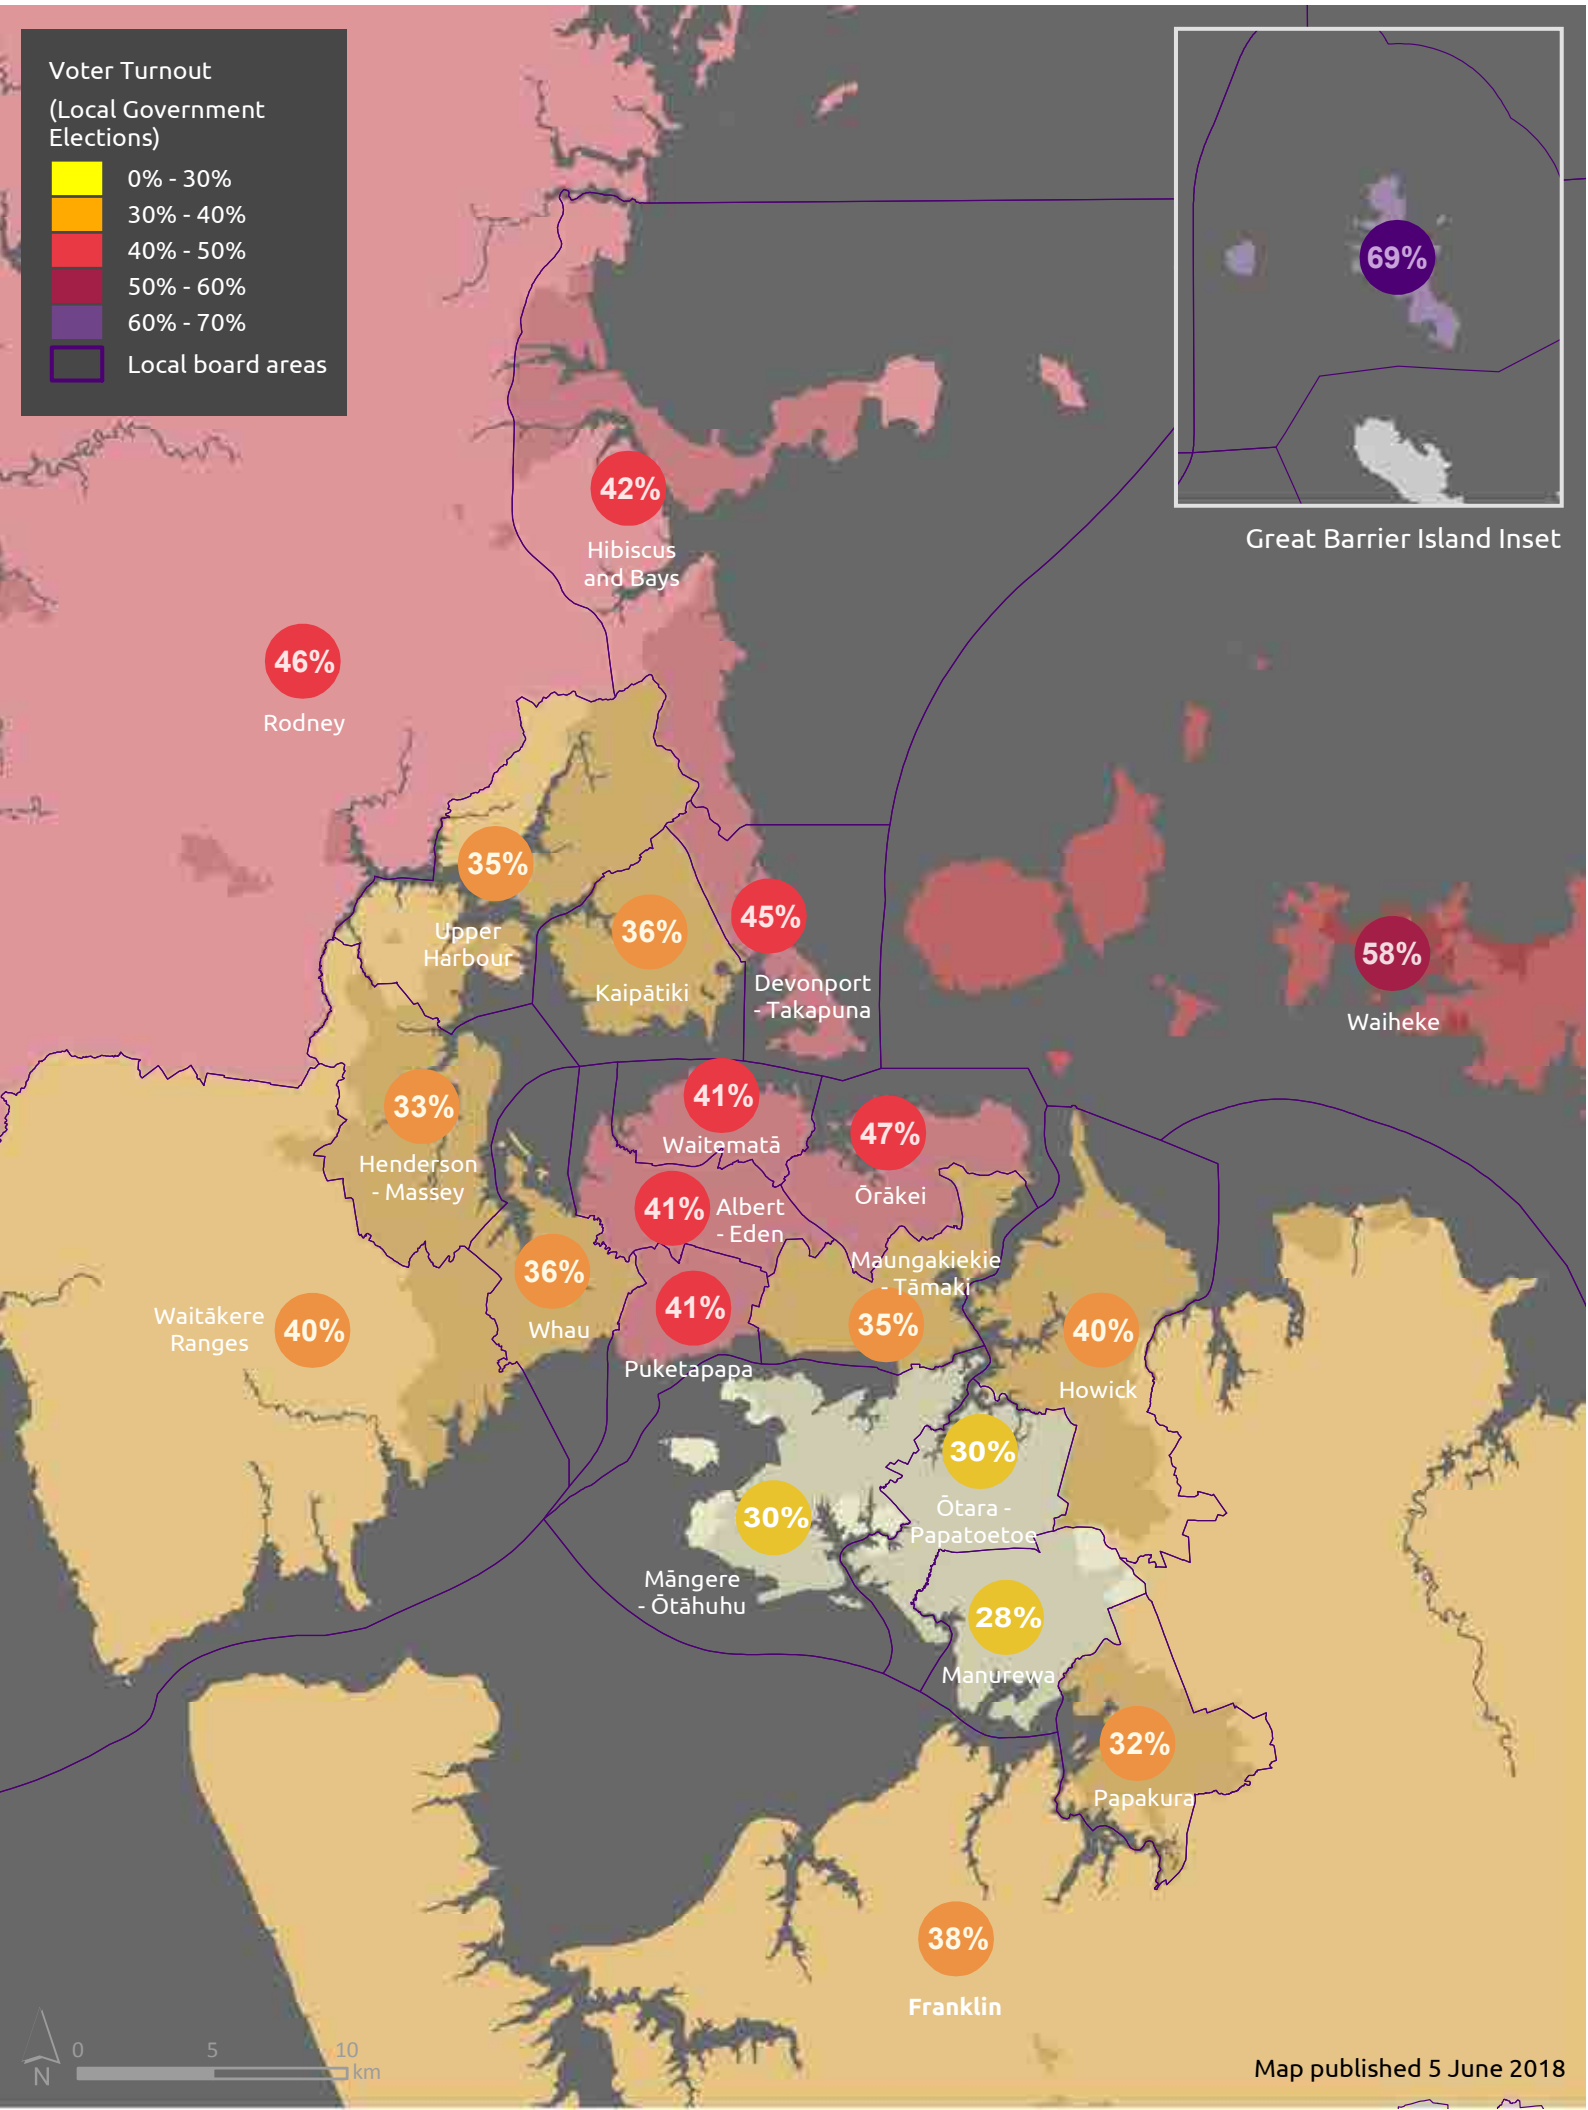 Voter Turnout
(Local Government
Elections)
0% - 30%
30% - 40%
40% - 50%
50% - 60%
60% - 70%
Local board areas
69%
Great Barrier Island Inset
42%
Hibiscus
and Bays
46%
Rodney
35%
Upper
Harbour
36%
Kaipātiki
45%
Devonport
- Takapuna
58%
Waiheke
33%
Henderson
- Massey
41%
Waitematā
47%
Ōrākei
41%
Albert
- Eden
Maungakiekie
- Tāmaki
35%
36%
Whau
41%
Puketapapa
Waitākere
Ranges
40%
40%
Howick
30%
Ōtara -
Papatoetoe
30%
Māngere
- Ōtāhuhu
28%
Manurewa
32%
Papakura
38%
Franklin
N
0 5 10
km
Map published 5 June 2018